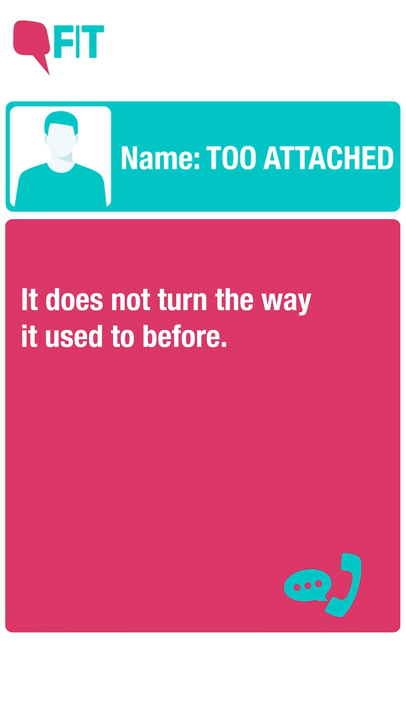 FIT
Name: TOO ATTACHED
It does not turn the way
it used to before.